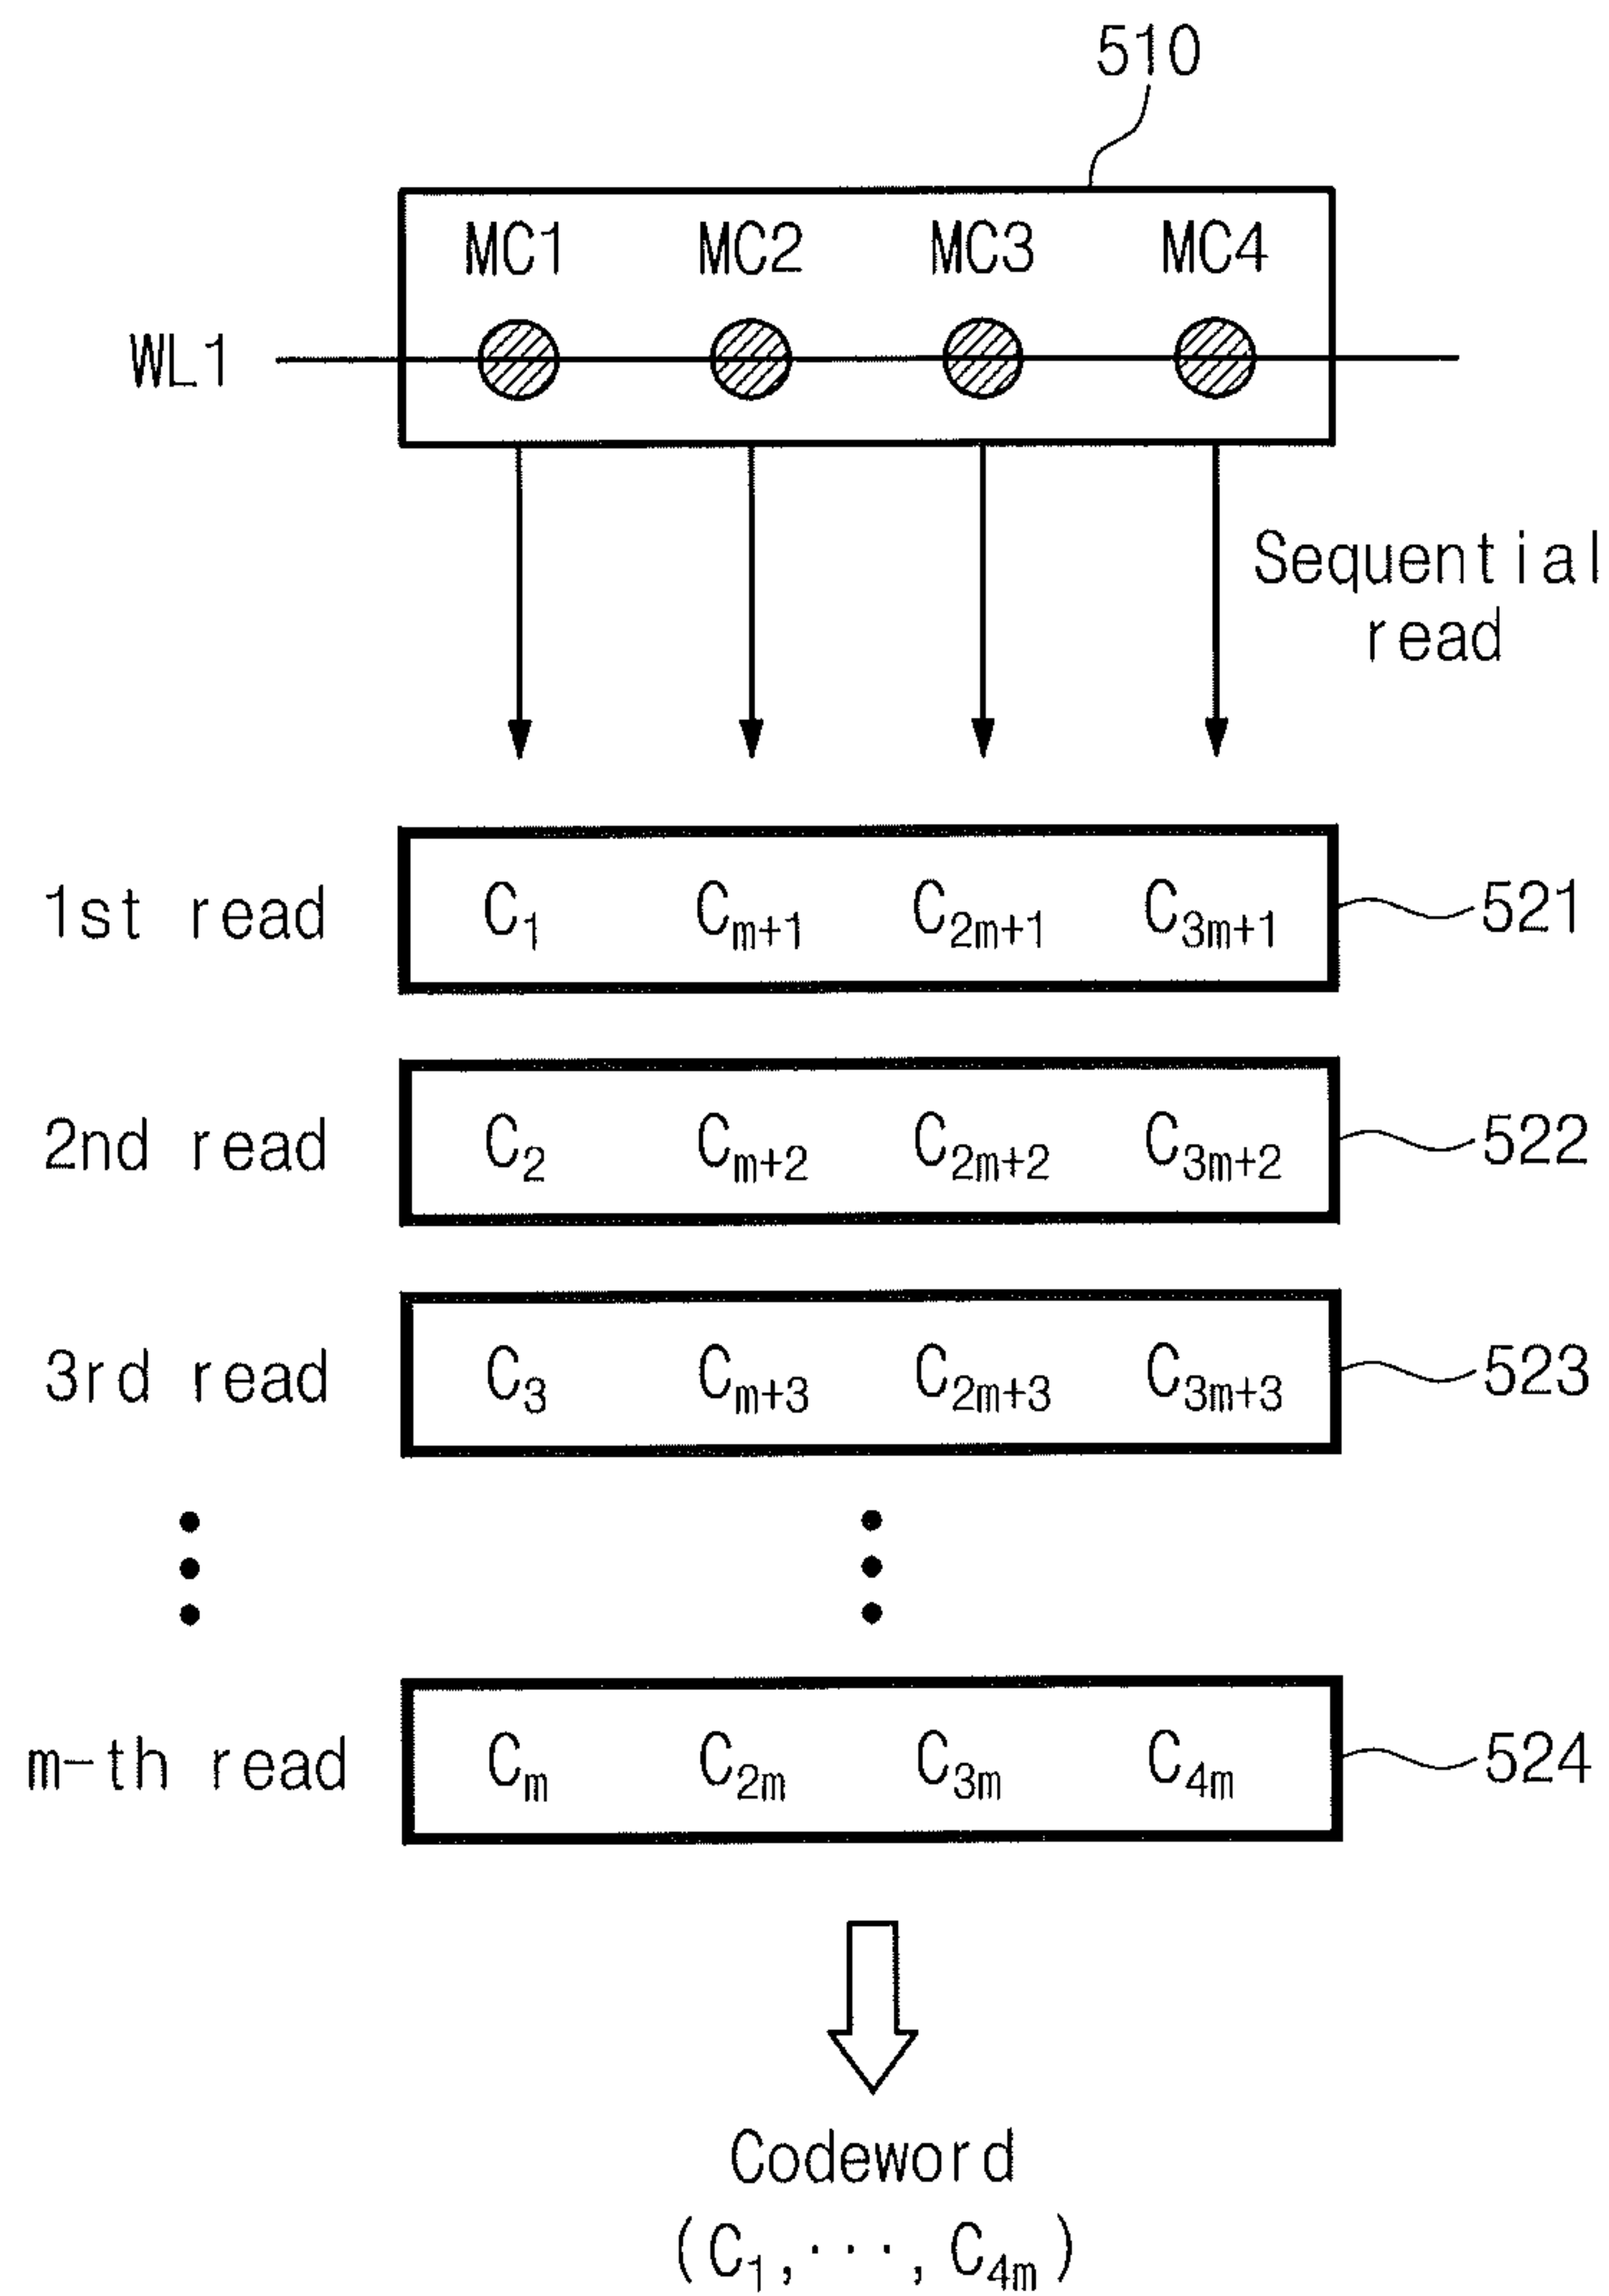 510
MC1 MC2 MC3 MC4
WL1
Sequential
read
1st read C₁ Cₘ₊₁ C₂ₘ₊₁ C₃ₘ₊₁ 521
2nd read C₂ Cₘ₊₂ C₂ₘ₊₂ C₃ₘ₊₂ 522
3rd read C₃ Cₘ₊₃ C₂ₘ₊₃ C₃ₘ₊₃ 523
m-th read Cₘ C₂ₘ C₃ₘ C₄ₘ 524
Codeword
(C₁, ··· , C₄ₘ)